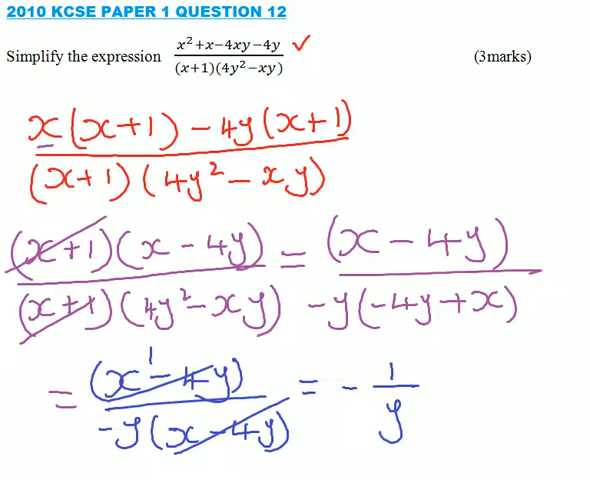 2010 KCSE PAPER 1 QUESTION 12
Simplify the expression (x²+x−4xy−4y)/((x+1)(4y²−xy)) ✓ (3marks)
(x(x+1) − 4y(x+1))/((x+1)(4y² − xy))
((x+1)(x − 4y))/((x+1)(4y² − xy)) = (x − 4y)/(−y(−4y+x))
= (x − 4y)/(−y(x − 4y)) 1 = − 1/y